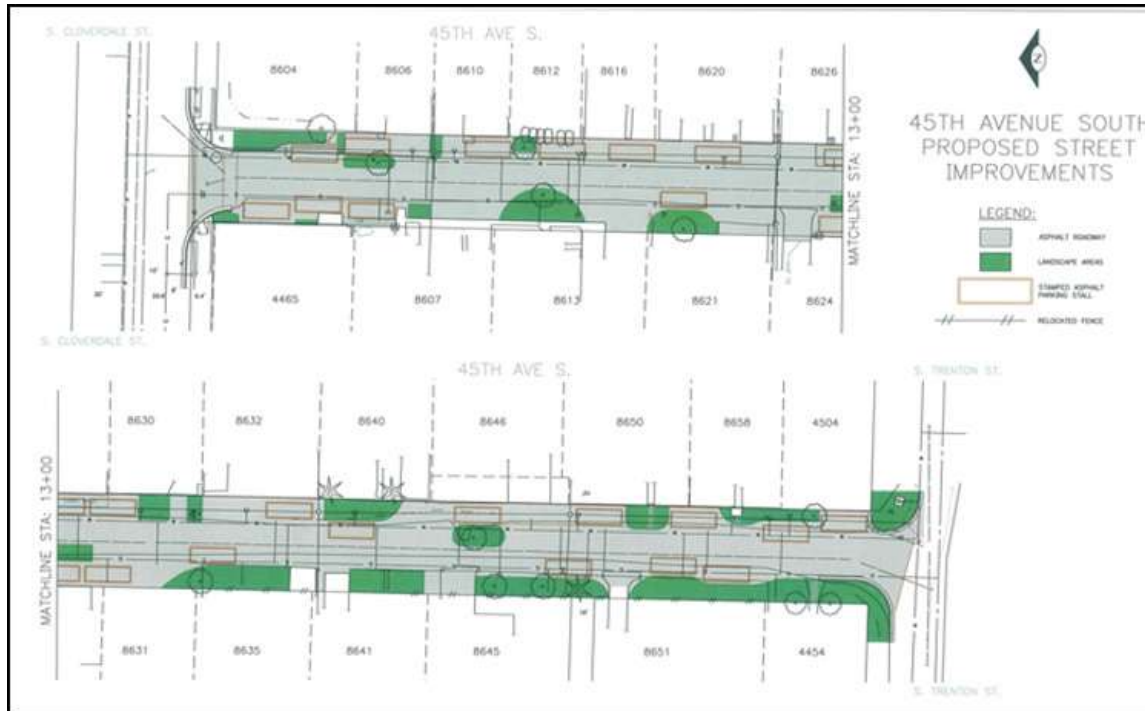 S. CLOVERDALE ST.
45TH AVE S.
8604
8606
8610
8612
8616
8620
8626
MATCHLINE STA: 13+00
4465
8607
8613
8621
8624
S. CLOVERDALE ST.
N
45TH AVENUE SOUTH
PROPOSED STREET
IMPROVEMENTS
LEGEND:
ASPHALT ROADWAY
LANDSCAPE AREAS
STAMPED ASPHALT
PARKING STALL
RELOCATED FENCE
45TH AVE S.
S. TRENTON ST.
MATCHLINE STA: 13+00
8630
8632
8640
8646
8650
8658
4504
8631
8635
8641
8645
8651
4454
S. TRENTON ST.